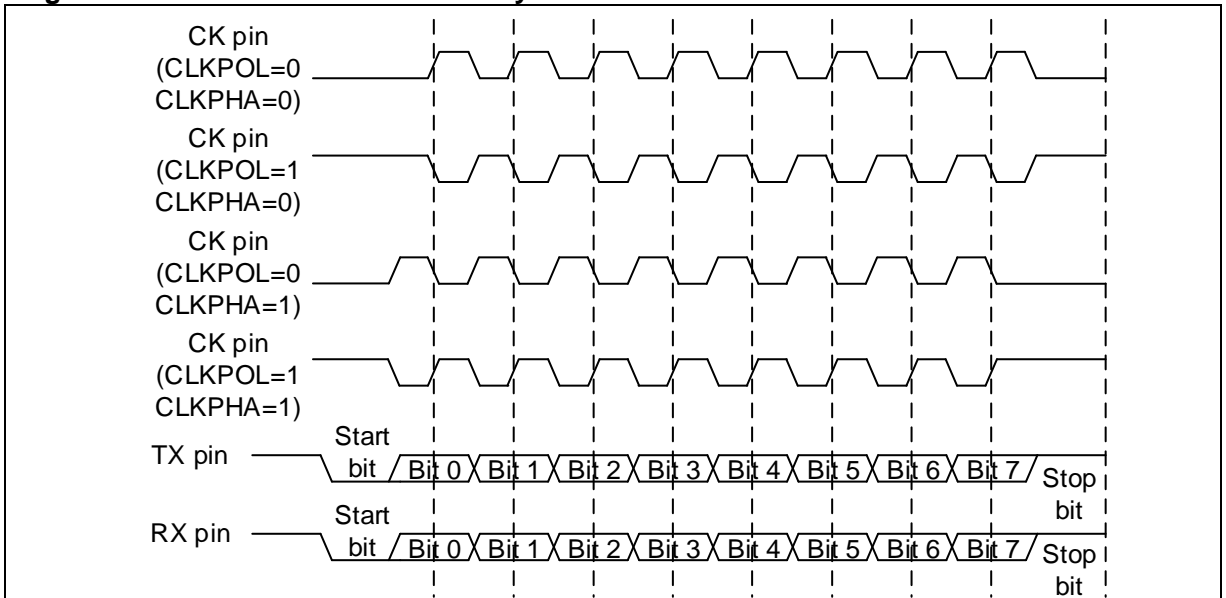 CK pin
(CLKPOL=0
CLKPHA=0)
CK pin
(CLKPOL=1
CLKPHA=0)
CK pin
(CLKPOL=0
CLKPHA=1)
CK pin
(CLKPOL=1
CLKPHA=1)
TX pin
Start
bit
Bit 0 Bit 1 Bit 2 Bit 3 Bit 4 Bit 5 Bit 6 Bit 7
Stop
bit
RX pin
Start
bit
Bit 0 Bit 1 Bit 2 Bit 3 Bit 4 Bit 5 Bit 6 Bit 7
Stop
bit